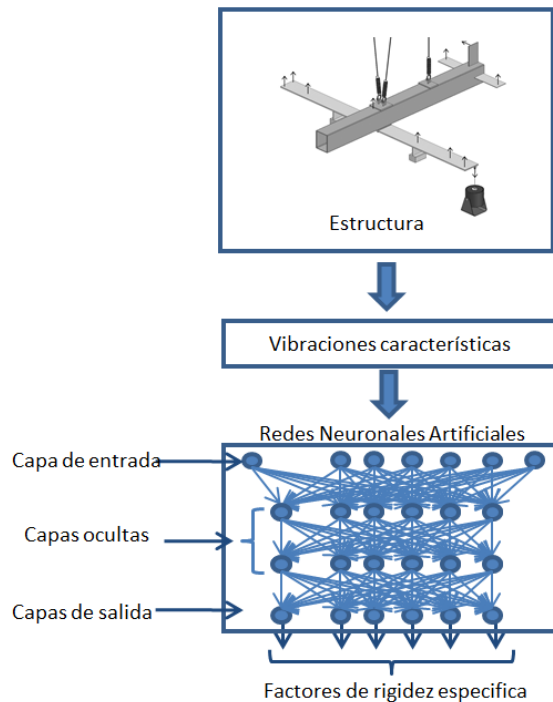 Estructura
Vibraciones características
Redes Neuronales Artificiales
Capa de entrada
Capas ocultas
Capas de salida
Factores de rigidez especifica